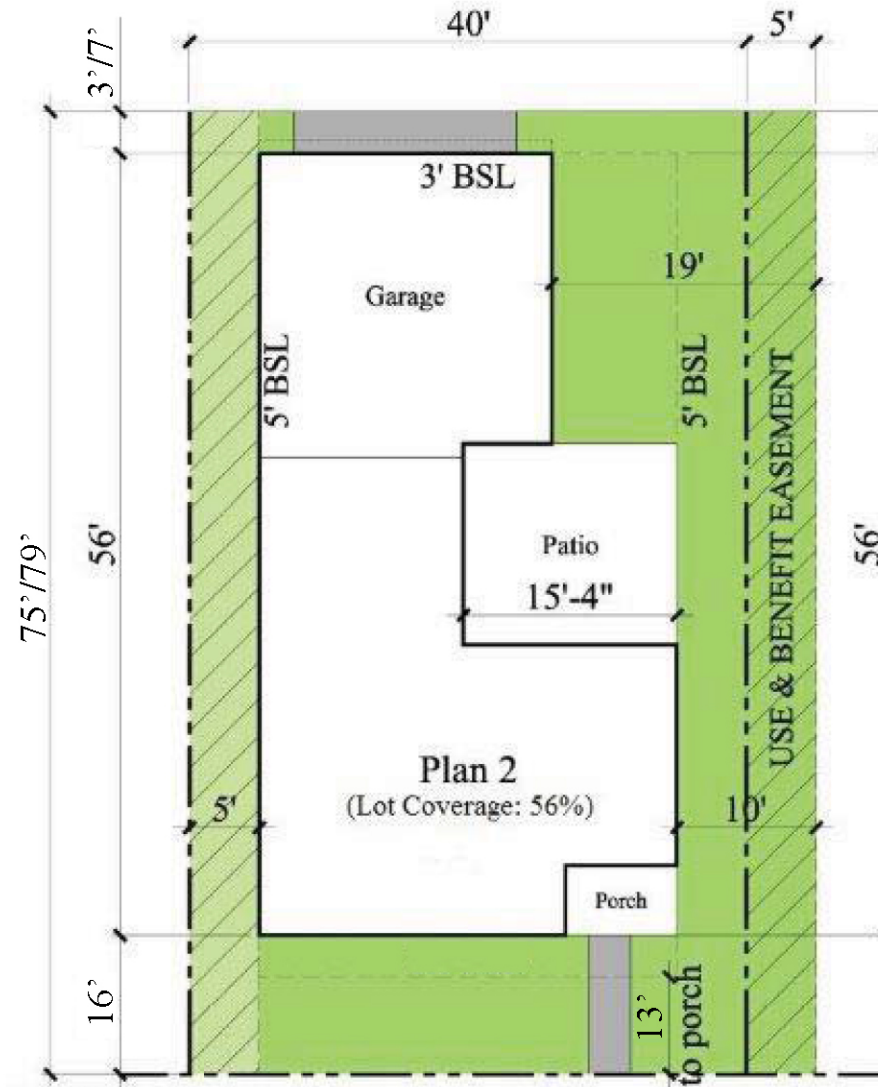 40'
5'
3’/7’
3' BSL
19'
Garage
5' BSL
5' BSL
USE & BENEFIT EASEMENT
75’/79’
56'
56'
Patio
15'-4"
Plan 2
(Lot Coverage: 56%)
5'
10'
Porch
16’
13’
to porch